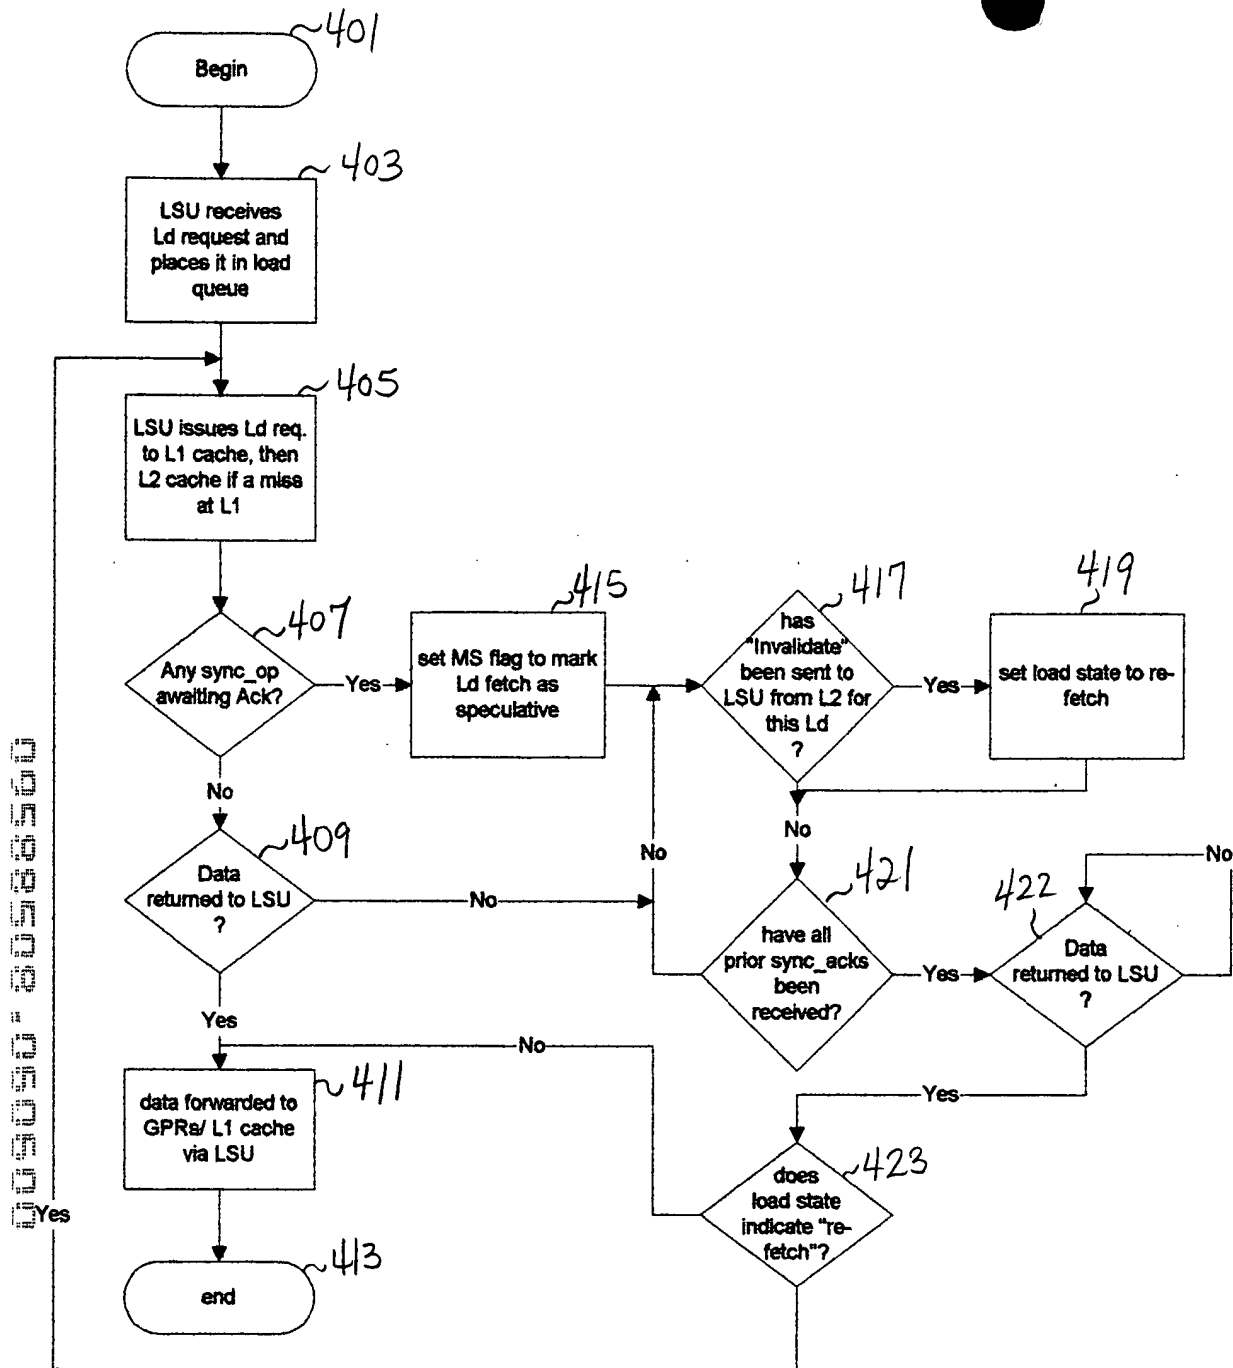 401
Begin
403
LSU receives
Ld request and
places it in load
queue
405
LSU issues Ld req.
to L1 cache, then
L2 cache if a miss
at L1
407
Any sync_op
awaiting Ack?
Yes
415
set MS flag to mark
Ld fetch as
speculative
417
has
"Invalidate"
been sent to
LSU from L2 for
this Ld
?
Yes
419
set load state to re-
fetch
No
409
Data
returned to LSU
?
No
No
No
421
have all
prior sync_acks
been
received?
Yes
422
Data
returned to LSU
?
No
Yes
No
411
data forwarded to
GPRs/ L1 cache
via LSU
Yes
423
does
load state
indicate "re-
fetch"?
Yes
413
end